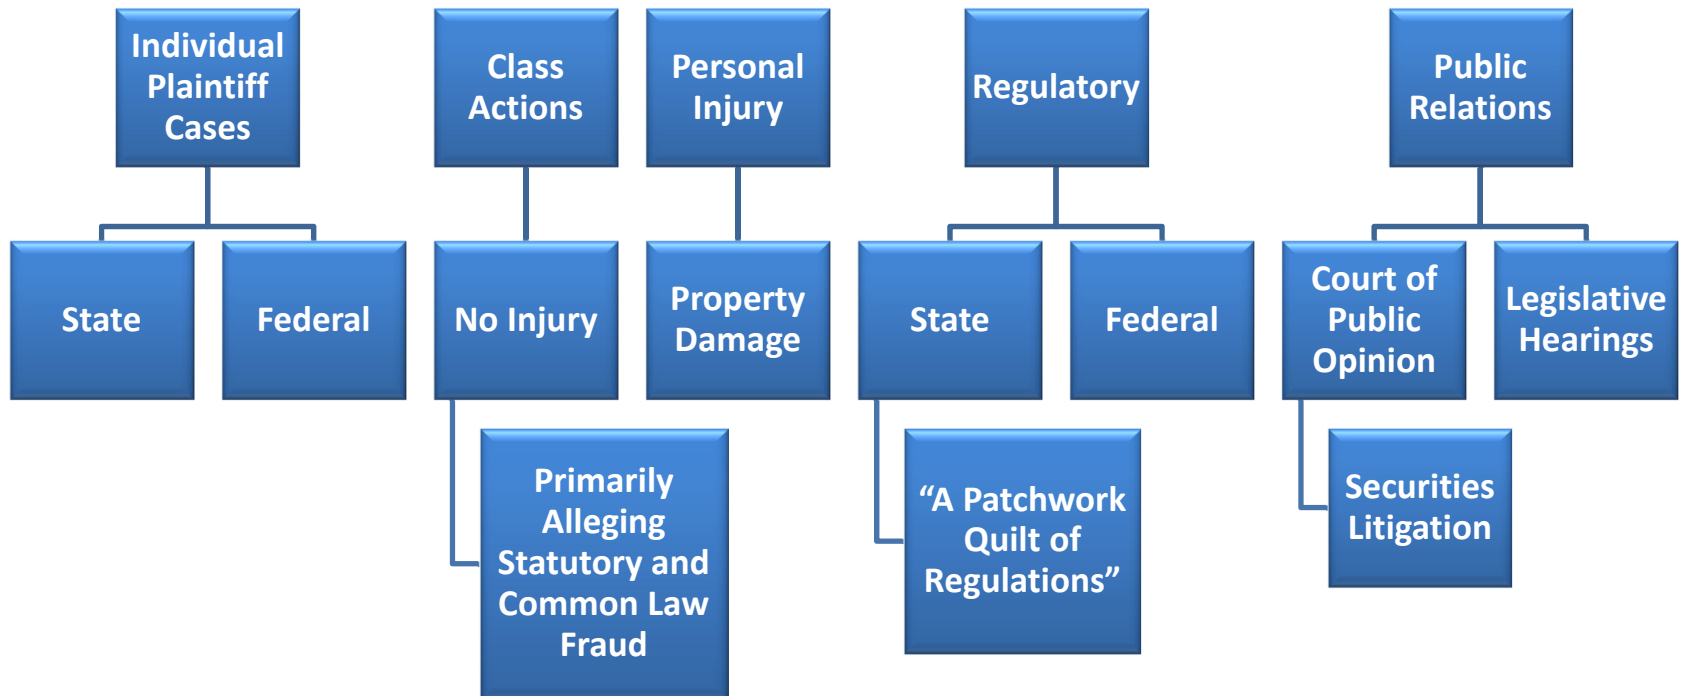 Individual
Plaintiff
Cases
Class
Actions
Personal
Injury
Regulatory
Public
Relations
State
Federal
No Injury
Property
Damage
State
Federal
Court of
Public
Opinion
Legislative
Hearings
Primarily
Alleging
Statutory and
Common Law
Fraud
“A Patchwork
Quilt of
Regulations”
Securities
Litigation